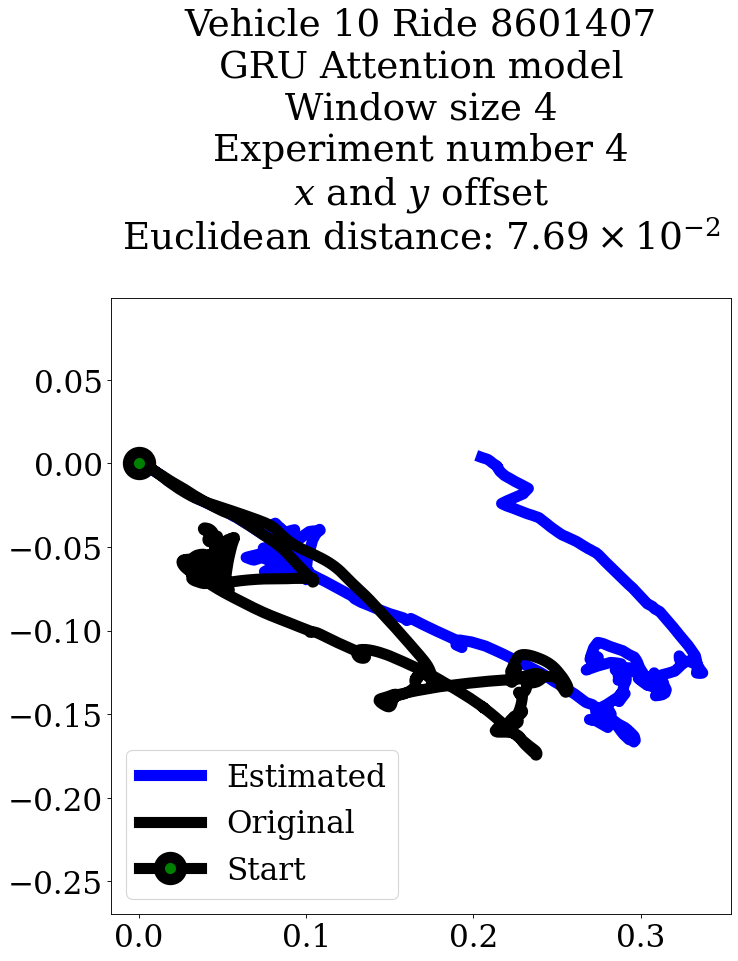 Vehicle 10 Ride 8601407
GRU Attention model
Window size 4
Experiment number 4
x and y offset
Euclidean distance: 7.69 × 10⁻²
0.05
0.00
−0.05
−0.10
−0.15
−0.20
−0.25
Estimated
Original
Start
0.0 0.1 0.2 0.3